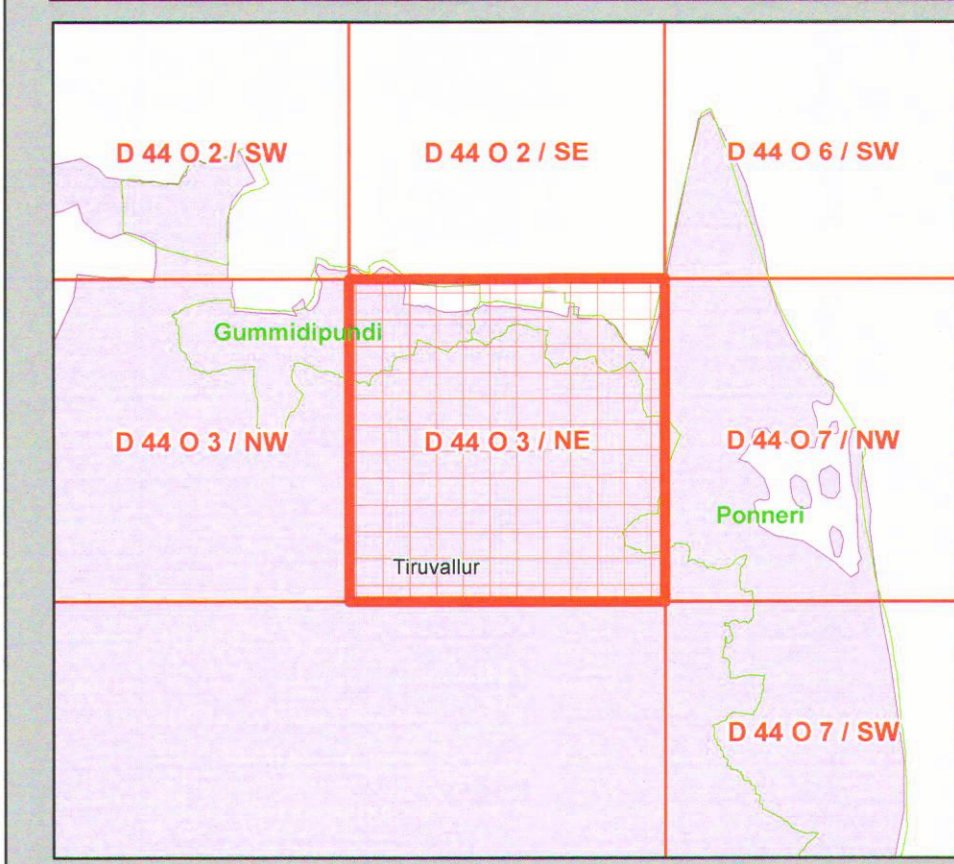 D 44 O 2 / SW
D 44 O 2 / SE
D 44 O 6 / SW
Gummidipundi
D 44 O 3 / NW
D 44 O 3 / NE
D 44 O 7 / NW
Ponneri
Tiruvallur
D 44 O 7 / SW